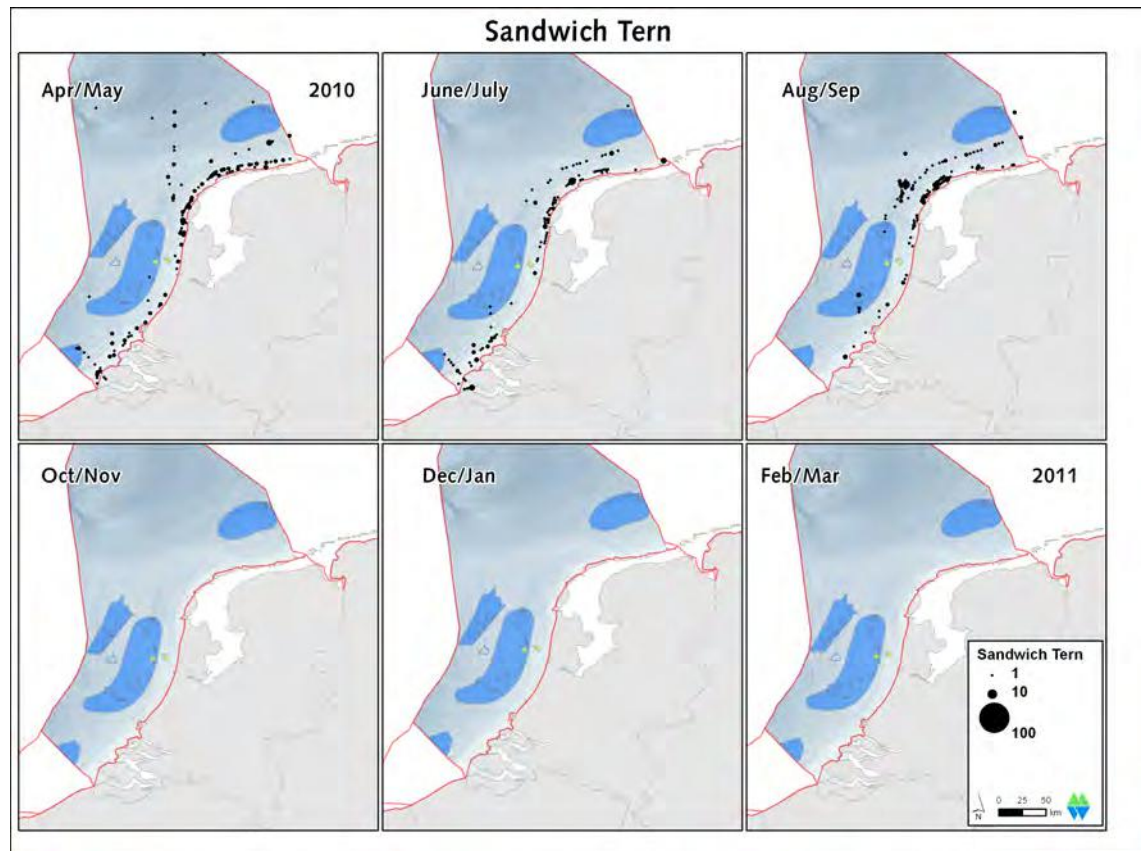 Sandwich Tern
Apr/May
2010
June/July
Aug/Sep
Oct/Nov
Dec/Jan
Feb/Mar
2011
Sandwich Tern
1
10
100
N
0 25 50
km